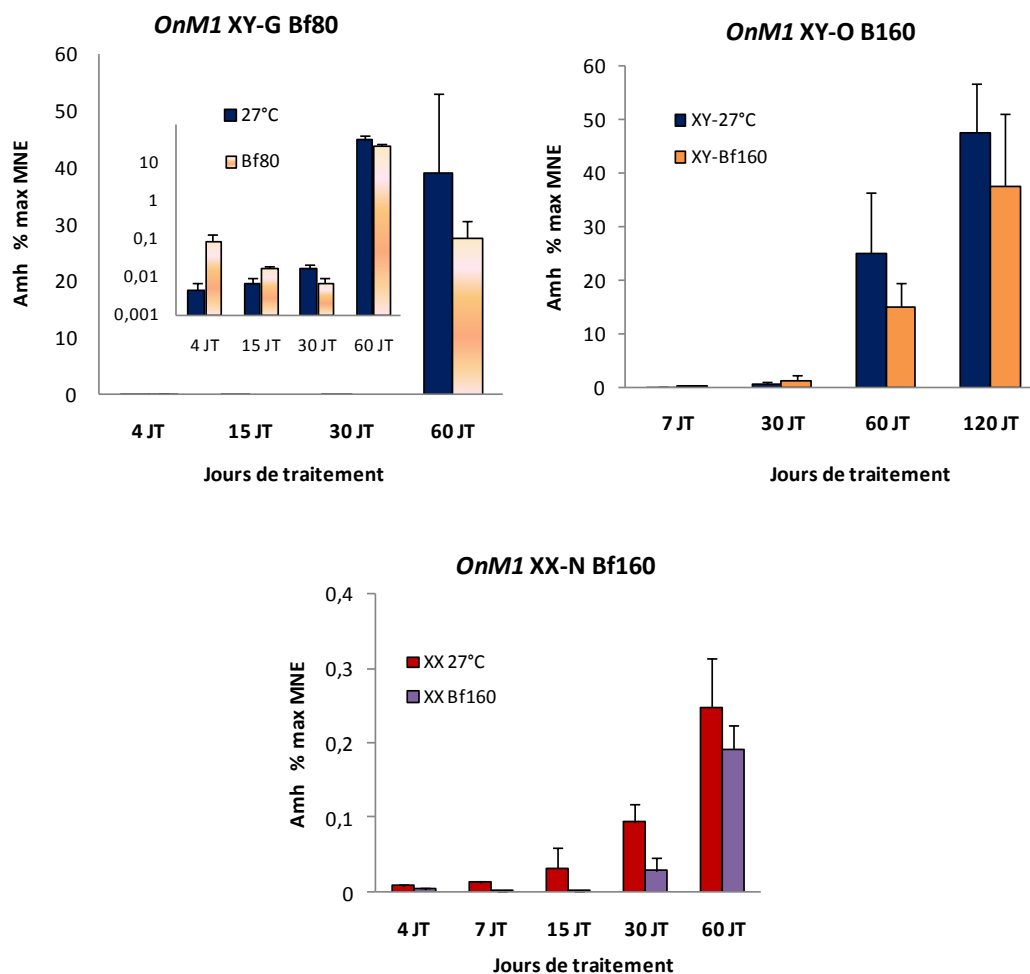 OnM1 XY-G Bf80
60
50
40
30
20
10
0
Amh % max MNE
27°C
Bf80
10
1
0,1
0,01
0,001
4 JT 15 JT 30 JT 60 JT
4 JT 15 JT 30 JT 60 JT
Jours de traitement
OnM1 XY-O B160
60
50
40
30
20
10
0
Amh % max MNE
XY-27°C
XY-Bf160
7 JT 30 JT 60 JT 120 JT
Jours de traitement
OnM1 XX-N Bf160
0,4
0,3
0,2
0,1
0
Amh % max MNE
XX 27°C
XX Bf160
4 JT 7 JT 15 JT 30 JT 60 JT
Jours de traitement